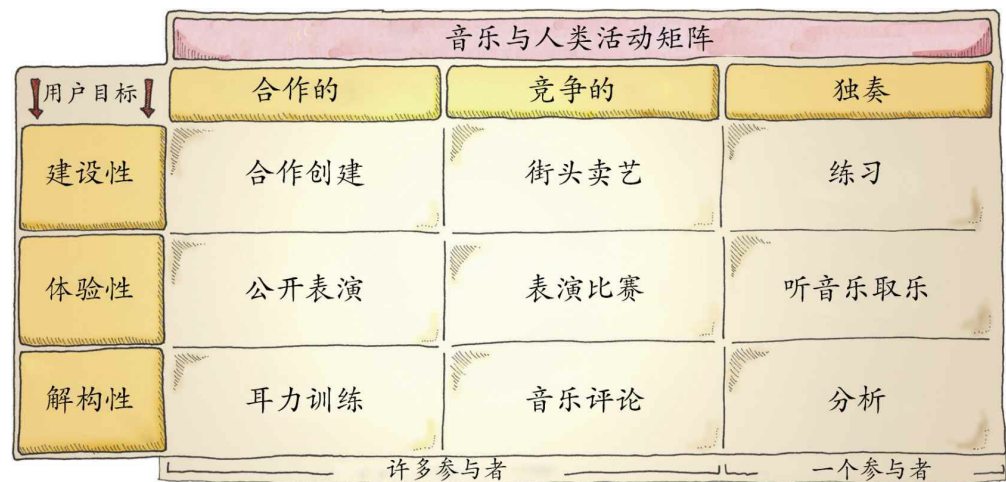 音乐与人类活动矩阵
用户目标 合作的 竞争的 独奏
建设性 合作创建 街头卖艺 练习
体验性 公开表演 表演比赛 听音乐取乐
解构性 耳力训练 音乐评论 分析
许多参与者 一个参与者